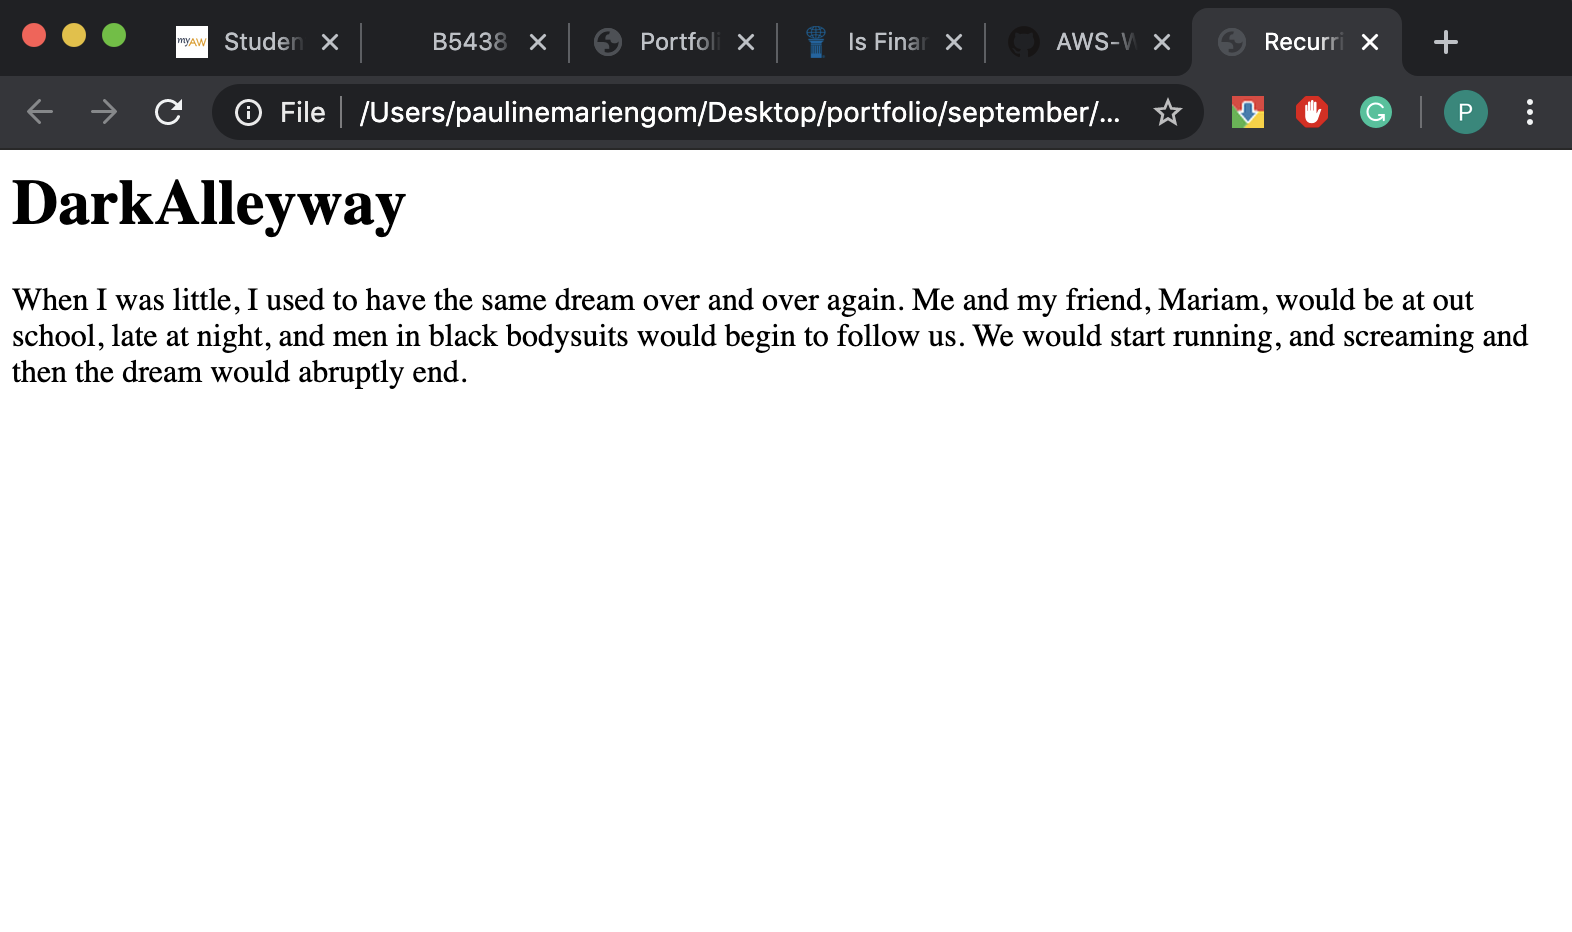 myAW Studen B5438 Portfoli Is Finan AWS-W Recurri
File /Users/paulinemariengom/Desktop/portfolio/september/... P
DarkAlleyway
When I was little, I used to have the same dream over and over again. Me and my friend, Mariam, would be at out
school, late at night, and men in black bodysuits would begin to follow us. We would start running, and screaming and
then the dream would abruptly end.